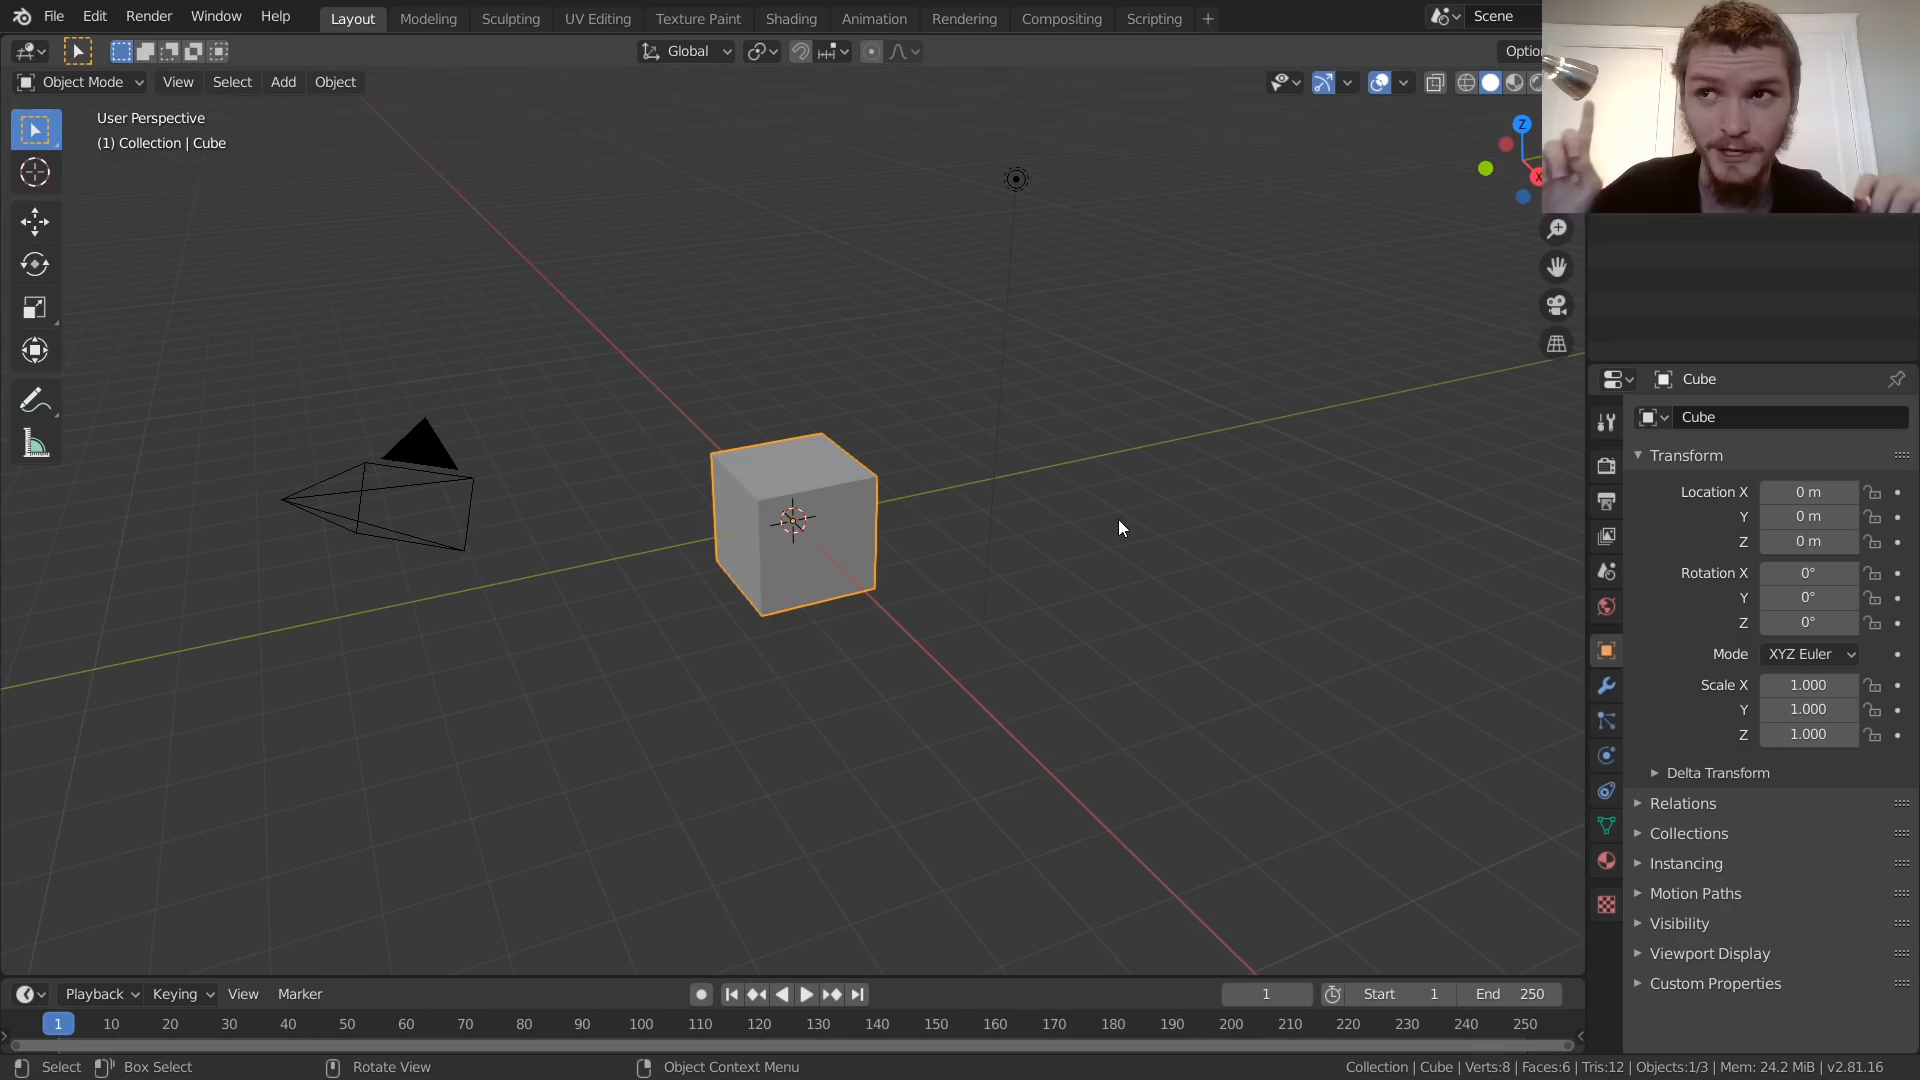 File Edit Render Window Help Layout Modeling Sculpting UV Editing Texture Paint Shading Animation Rendering Compositing Scripting + Scene
Global Optio
Object Mode View Select Add Object
User Perspective
(1) Collection | Cube
Z
X
Cube
Cube
Transform
Location X 0 m
Y 0 m
Z 0 m
Rotation X 0°
Y 0°
Z 0°
Mode XYZ Euler
Scale X 1.000
Y 1.000
Z 1.000
Delta Transform
Relations
Collections
Instancing
Motion Paths
Visibility
Viewport Display
Custom Properties
Playback Keying View Marker 1 Start 1 End 250
1 10 20 30 40 50 60 70 80 90 100 110 120 130 140 150 160 170 180 190 200 210 220 230 240 250
Select Box Select Rotate View Object Context Menu Collection | Cube | Verts:8 | Faces:6 | Tris:12 | Objects:1/3 | Mem: 24.2 MiB | v2.81.16